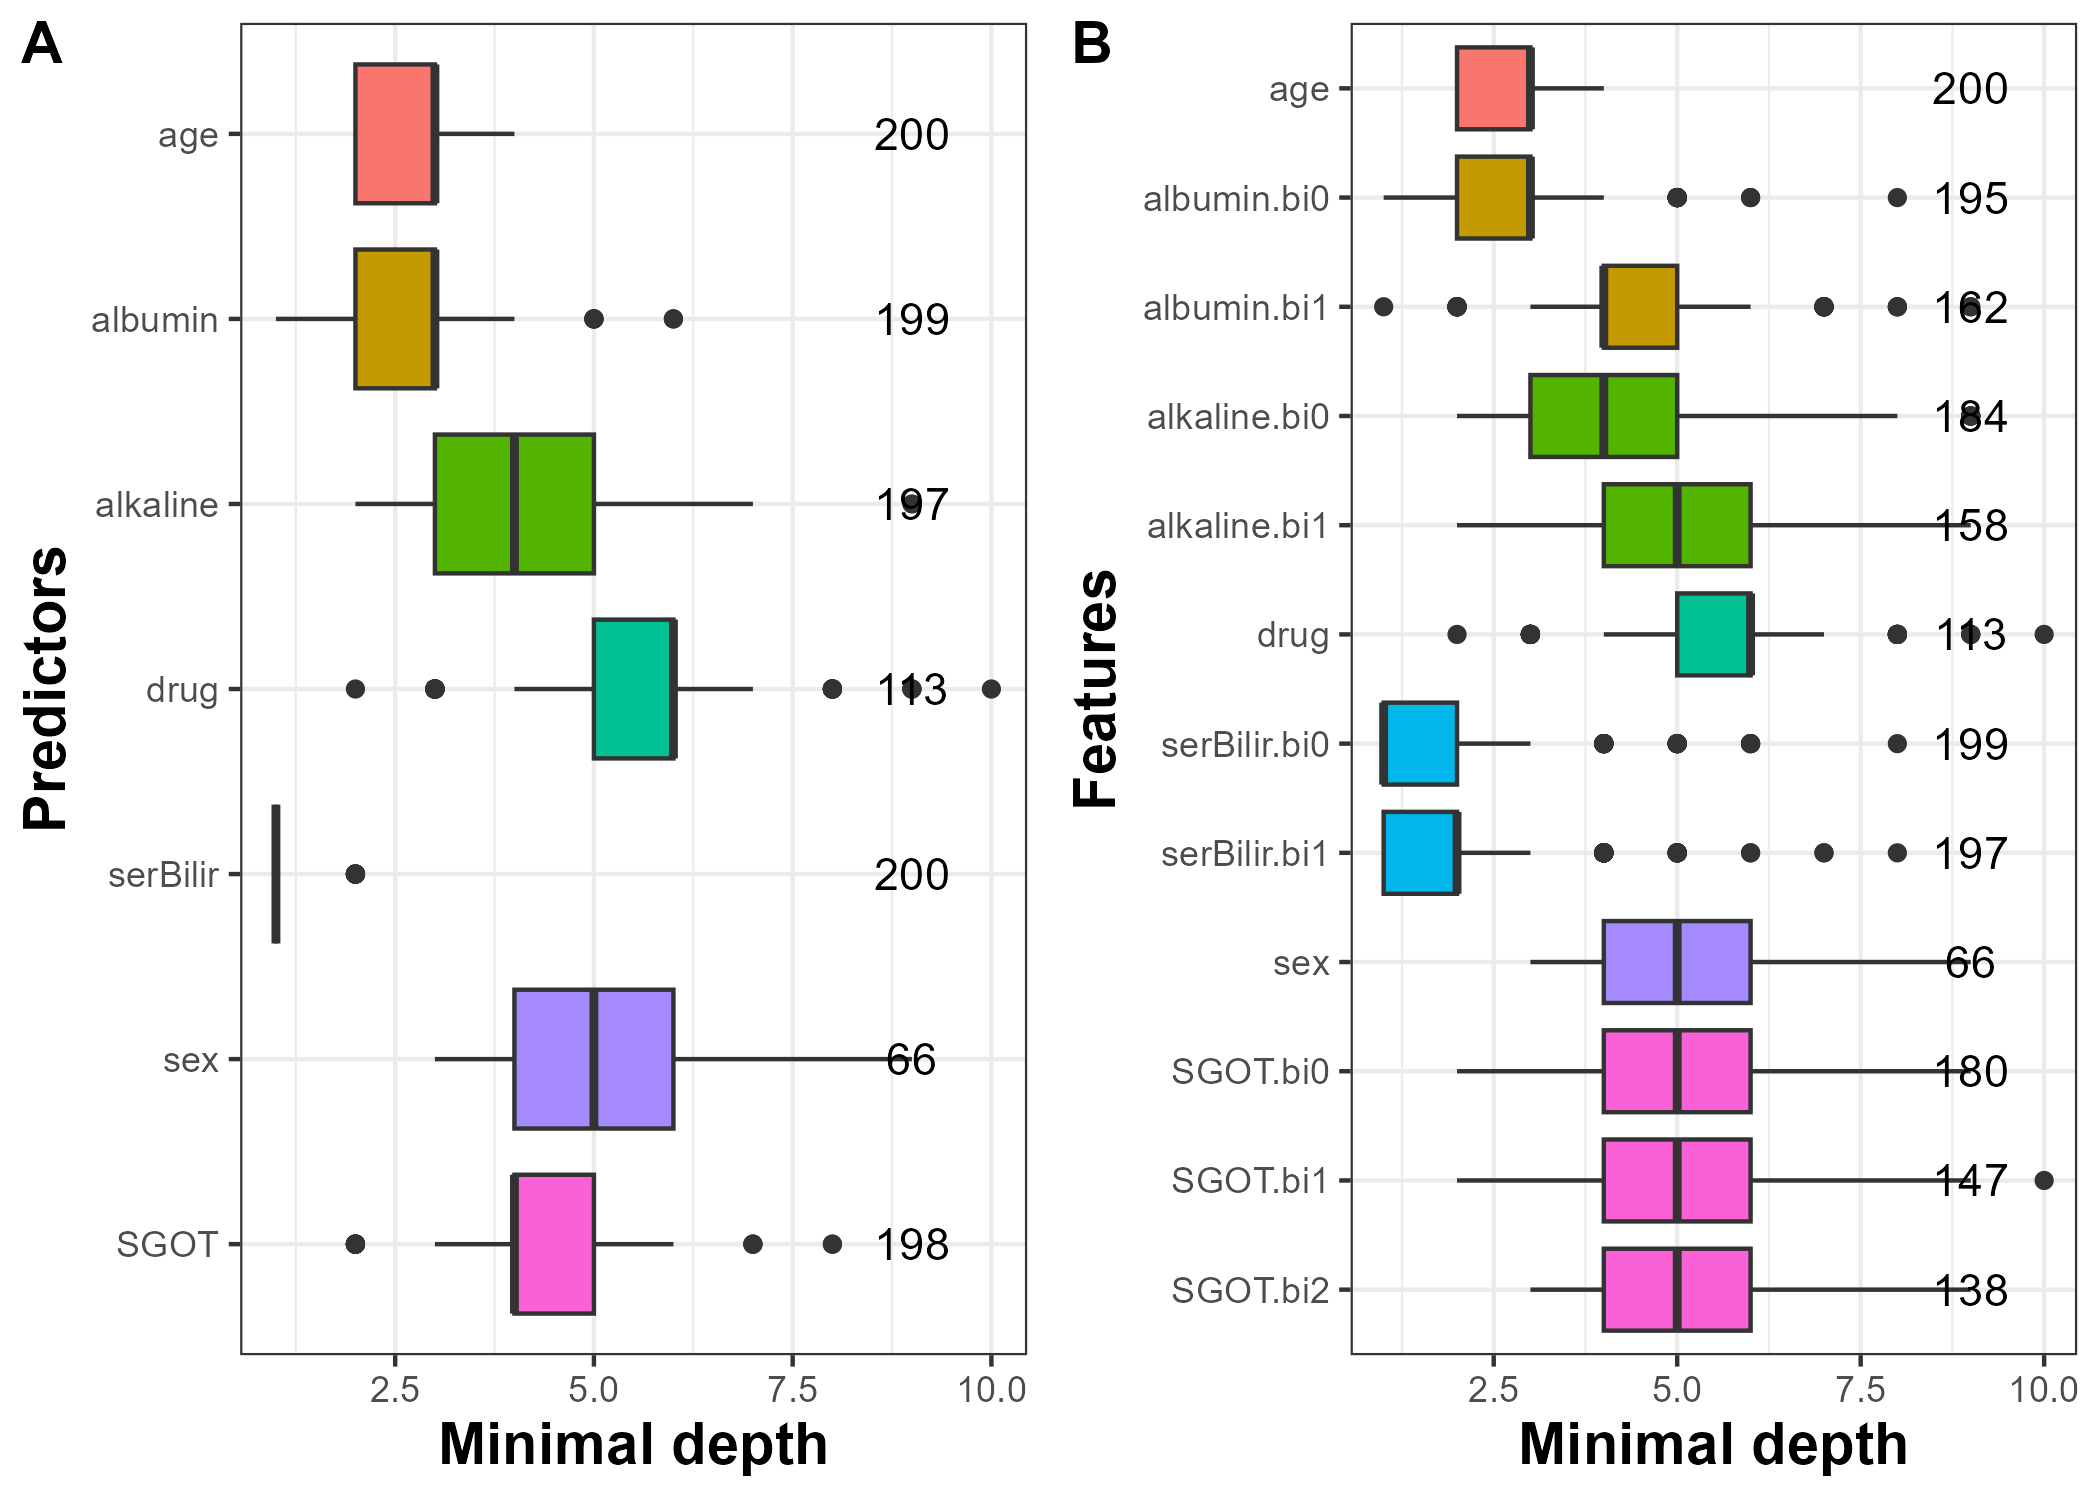 A
Predictors
age
200
albumin
199
alkaline
197
drug
113
serBilir
200
sex
66
SGOT
198
2.5 5.0 7.5 10.0
Minimal depth
B
Features
age
200
albumin.bi0
195
albumin.bi1
162
alkaline.bi0
184
alkaline.bi1
158
drug
113
serBilir.bi0
199
serBilir.bi1
197
sex
66
SGOT.bi0
180
SGOT.bi1
147
SGOT.bi2
138
2.5 5.0 7.5 10.0
Minimal depth